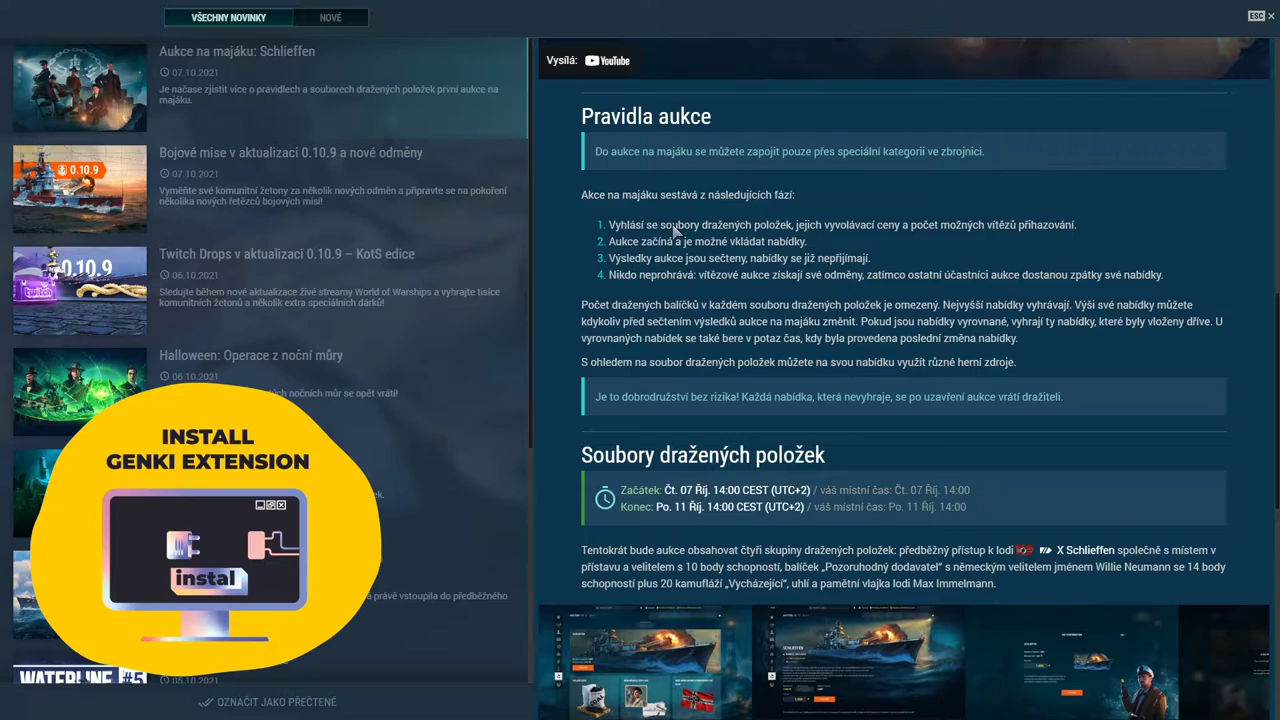 VŠECHNY NOVINKY
NOVÉ
ESC
Aukce na majáku: Schlieffen
07.10.2021
Je načase zjistit více o pravidlech a souborech dražených položek první aukce na
majáku.
0.10.9
Bojové mise v aktualizaci 0.10.9 a nové odměny
07.10.2021
Vyměňte své komunitní žetony za několik nových odměn a připravte se na pokoření
několika nových řetězců bojových misí!
0.10.9
twitch
Twitch Drops v aktualizaci 0.10.9 – KotS edice
06.10.2021
Sledujte během nové aktualizace živé streamy World of Warships a vyhrajte tisíce
komunitních žetonů a několik extra speciálních dárků!
Halloween: Operace z noční můry
06.10.2021
nočních můr se opět vrátí!
INSTALL
GENKI EXTENSION
instal
právě vstoupila do předběžného
WATERLINE #5
05.10.2021
OZNAČIT JAKO PŘEČTENÉ
Vysílá: YouTube
Pravidla aukce
Do aukce na majáku se můžete zapojit pouze přes speciální kategorii ve zbrojnici.
Akce na majáku sestává z následujících fází:
1. Vyhlásí se soubory dražených položek, jejich vyvolávací ceny a počet možných vítězů přihazování.
2. Aukce začíná a je možné vkládat nabídky.
3. Výsledky aukce jsou sečteny, nabídky se již nepřijímají.
4. Nikdo neprohrává: vítězové aukce získají své odměny, zatímco ostatní účastníci aukce dostanou zpátky své nabídky.
Počet dražených balíčků v každém souboru dražených položek je omezený. Nejvyšší nabídky vyhrávají. Výši své nabídky můžete
kdykoliv před sečtením výsledků aukce na majáku změnit. Pokud jsou nabídky vyrovnané, vyhrají ty nabídky, které byly vloženy dříve. U
vyrovnaných nabídek se také bere v potaz čas, kdy byla provedena poslední změna nabídky.
S ohledem na soubor dražených položek můžete na svou nabídku využít různé herní zdroje.
Je to dobrodružství bez rizika! Každá nabídka, která nevyhraje, se po uzavření aukce vrátí dražiteli.
Soubory dražených položek
Začátek: Čt. 07 Říj. 14:00 CEST (UTC+2) / váš místní čas: Čt. 07 Říj. 14:00
Konec: Po. 11 Říj. 14:00 CEST (UTC+2) / váš místní čas: Po. 11 Říj. 14:00
Tentokrát bude aukce obsahovat čtyři skupiny dražených položek: předběžný přístup k lodi X Schlieffen společně s místem v
přístavu a velitelem s 10 body schopností, balíček „Pozoruhodný dodavatel“ s německým velitelem jménem Willie Neumann se 14 body
schopností plus 20 kamufláží „Vycházející“, uhlí a pamětní vlajka lodi Max Immelmann.